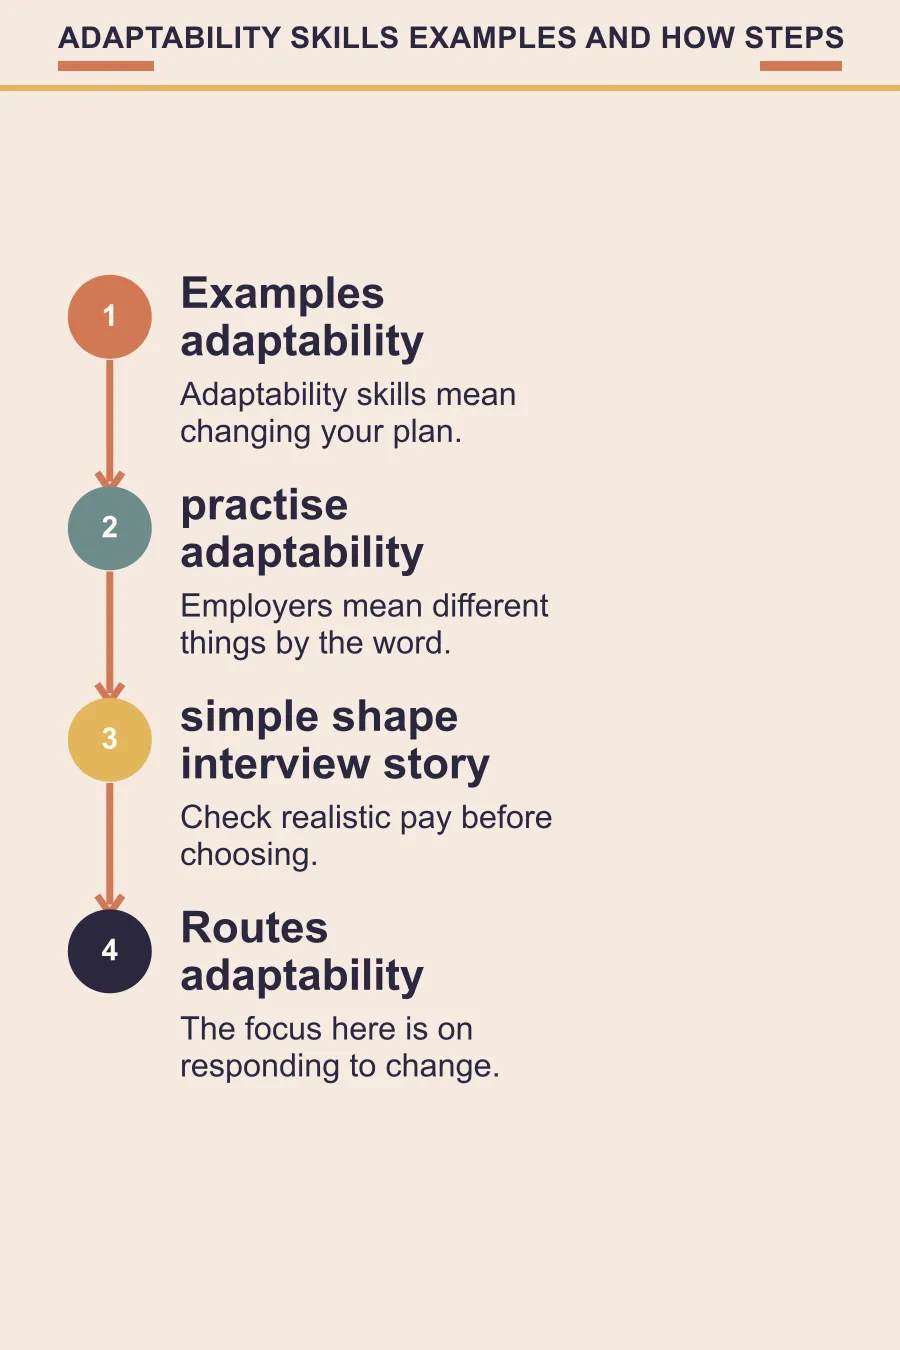 ADAPTABILITY SKILLS EXAMPLES AND HOW STEPS
1
Examples
adaptability
Adaptability skills mean
changing your plan.
2
practise
adaptability
Employers mean different
things by the word.
3
simple shape
interview story
Check realistic pay before
choosing.
4
Routes
adaptability
The focus here is on
responding to change.